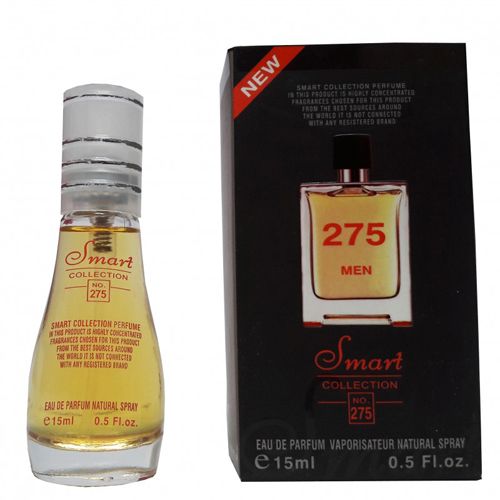 Smart
COLLECTION
NO.
275
SMART COLLECTION PERFUME
IN THIS PRODUCT IS HIGHLY CONCENTRATED
FRAGRANCES CHOSEN FOR THIS PRODUCT
FROM THE BEST SOURCES AROUND
THE WORLD IT IS NOT CONNECTED
WITH ANY REGISTERED BRAND
EAU DE PARFUM NATURAL SPRAY
℮15ml 0.5 Fl.oz.
NEW
SMART COLLECTION PERFUME
IN THIS PRODUCT IS HIGHLY CONCENTRATED
FRAGRANCES CHOSEN FOR THIS PRODUCT
FROM THE BEST SOURCES AROUND
THE WORLD IT IS NOT CONNECTED
WITH ANY REGISTERED BRAND
275
MEN
Smart
COLLECTION
NO.
275
EAU DE PARFUM VAPORISATEUR NATURAL SPRAY
℮15ml 0.5 Fl.oz.